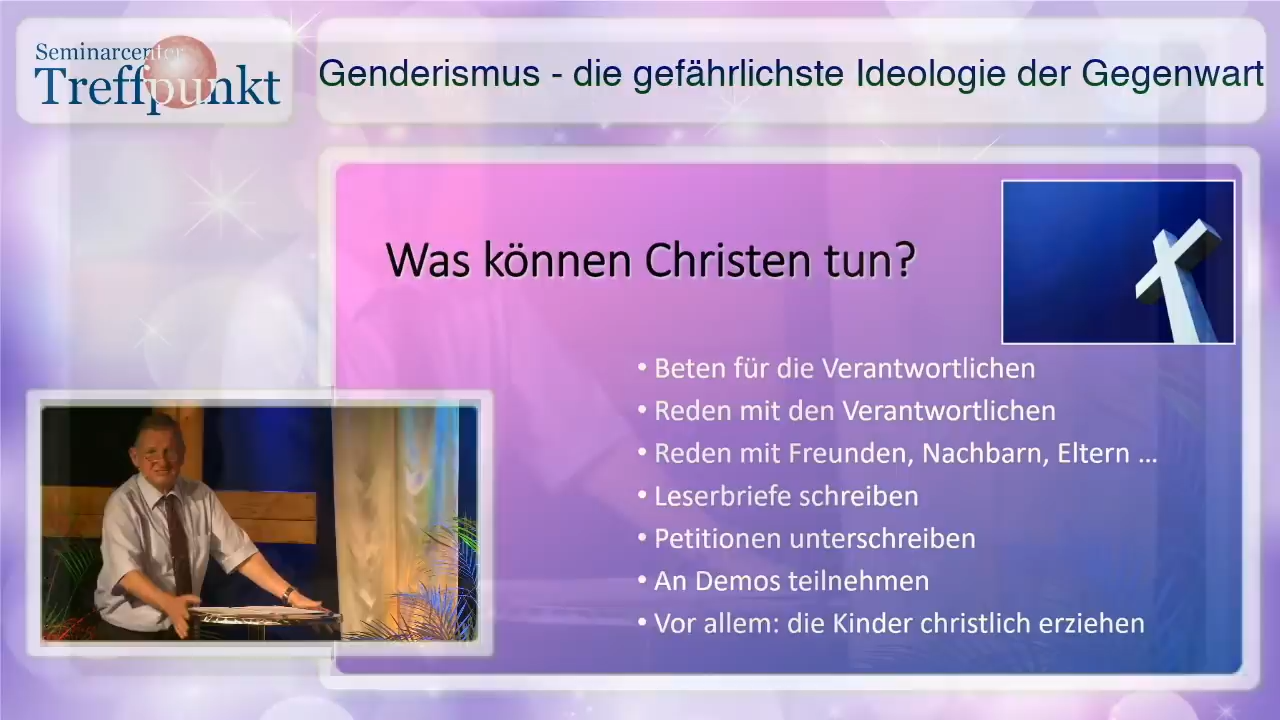 Seminarcenter
Treffpunkt
Genderismus - die gefährlichste Ideologie der Gegenwart
Was können Christen tun?
• Beten für die Verantwortlichen
• Reden mit den Verantwortlichen
• Reden mit Freunden, Nachbarn, Eltern ...
• Leserbriefe schreiben
• Petitionen unterschreiben
• An Demos teilnehmen
• Vor allem: die Kinder christlich erziehen